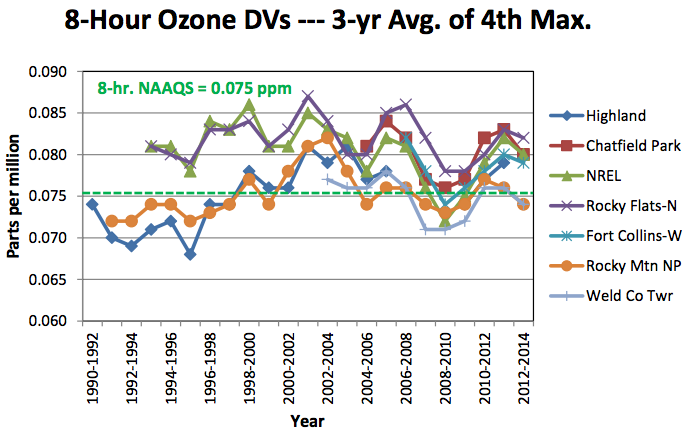 8-Hour Ozone DVs --- 3-yr Avg. of 4th Max.
8-hr. NAAQS = 0.075 ppm
Parts per million
0.090
0.085
0.080
0.075
0.070
0.065
0.060
1990-1992
1992-1994
1994-1996
1996-1998
1998-2000
2000-2002
2002-2004
2004-2006
2006-2008
2008-2010
2010-2012
2012-2014
Year
Highland
Chatfield Park
NREL
Rocky Flats-N
Fort Collins-W
Rocky Mtn NP
Weld Co Twr